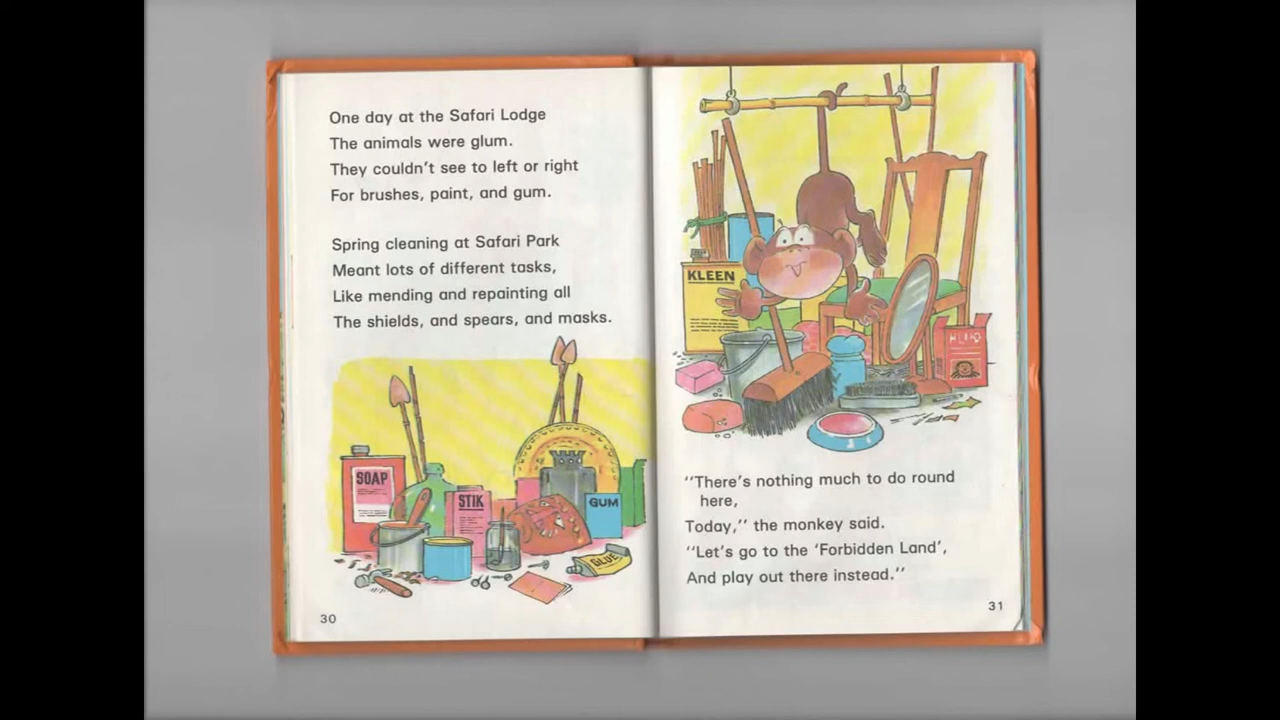 One day at the Safari Lodge
The animals were glum.
They couldn't see to left or right
For brushes, paint, and gum.
Spring cleaning at Safari Park
Meant lots of different tasks,
Like mending and repainting all
The shields, and spears, and masks.
SOAP
STIK
GUM
GLUE
30
KLEEN
"There's nothing much to do round
here,
Today," the monkey said.
"Let's go to the 'Forbidden Land',
And play out there instead."
31